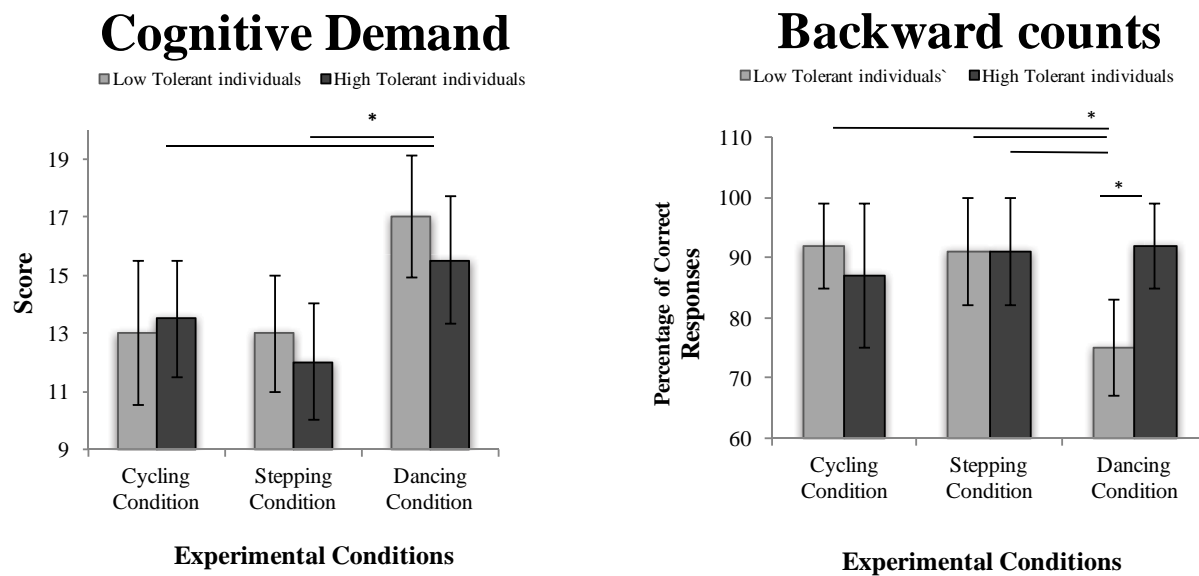 Cognitive Demand
Low Tolerant individuals High Tolerant individuals
*
19
17
15
13
11
9
Score
Cycling Condition
Stepping Condition
Dancing Condition
Experimental Conditions
Backward counts
Low Tolerant individuals` High Tolerant individuals
*
*
110
100
90
80
70
60
Percentage of Correct
Responses
Cycling Condition
Stepping Condition
Dancing Condition
Experimental Conditions